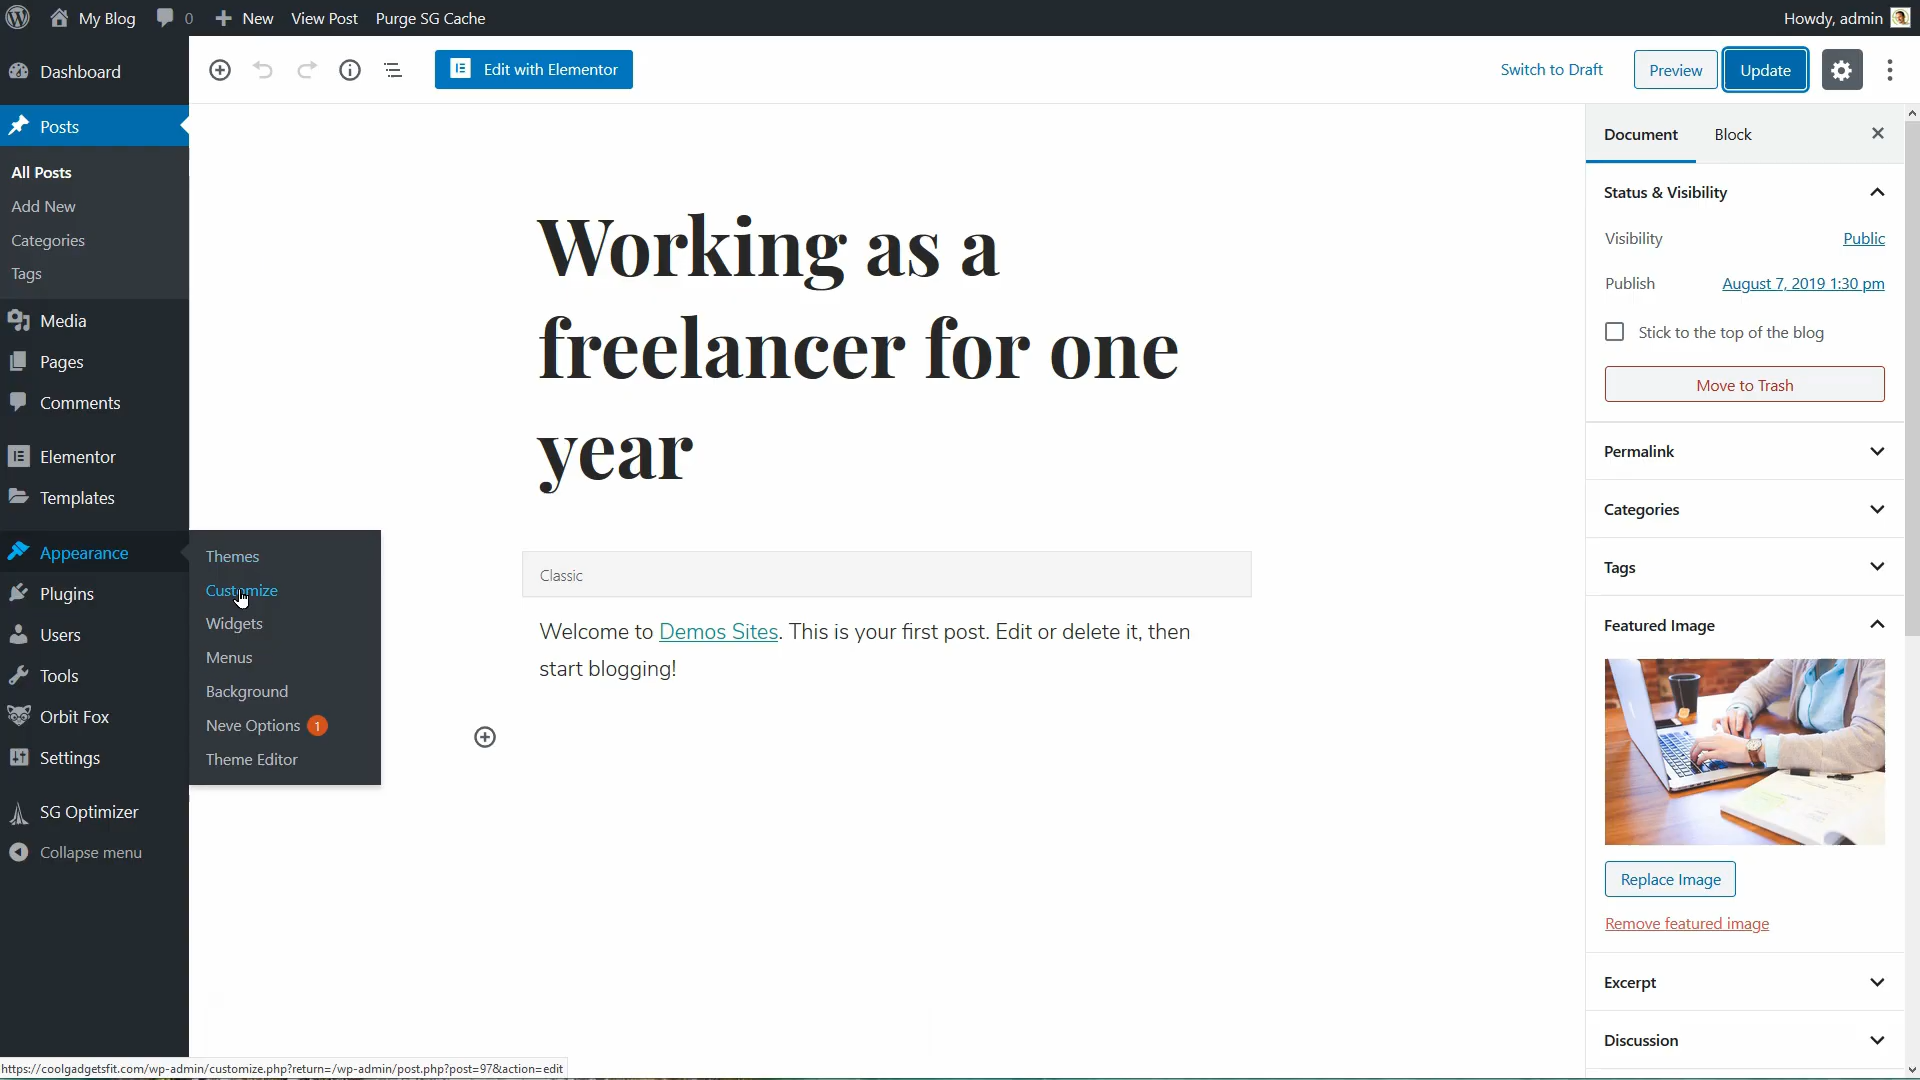 My Blog
0
New
View Post
Purge SG Cache
Howdy, admin
Dashboard
Posts
All Posts
Add New
Categories
Tags
Media
Pages
Comments
Elementor
Templates
Appearance
Plugins
Users
Tools
Orbit Fox
Settings
SG Optimizer
Collapse menu
Themes
Customize
Widgets
Menus
Background
Neve Options 1
Theme Editor
Edit with Elementor
Switch to Draft
Preview
Update
Working as a
freelancer for one
year
Classic
Welcome to Demos Sites. This is your first post. Edit or delete it, then
start blogging!
Document
Block
Status & Visibility
Visibility
Public
Publish
August 7, 2019 1:30 pm
Stick to the top of the blog
Move to Trash
Permalink
Categories
Tags
Featured Image
Replace Image
Remove featured image
Excerpt
Discussion
https://coolgadgetsfit.com/wp-admin/customize.php?return=/wp-admin/post.php?post=97&action=edit